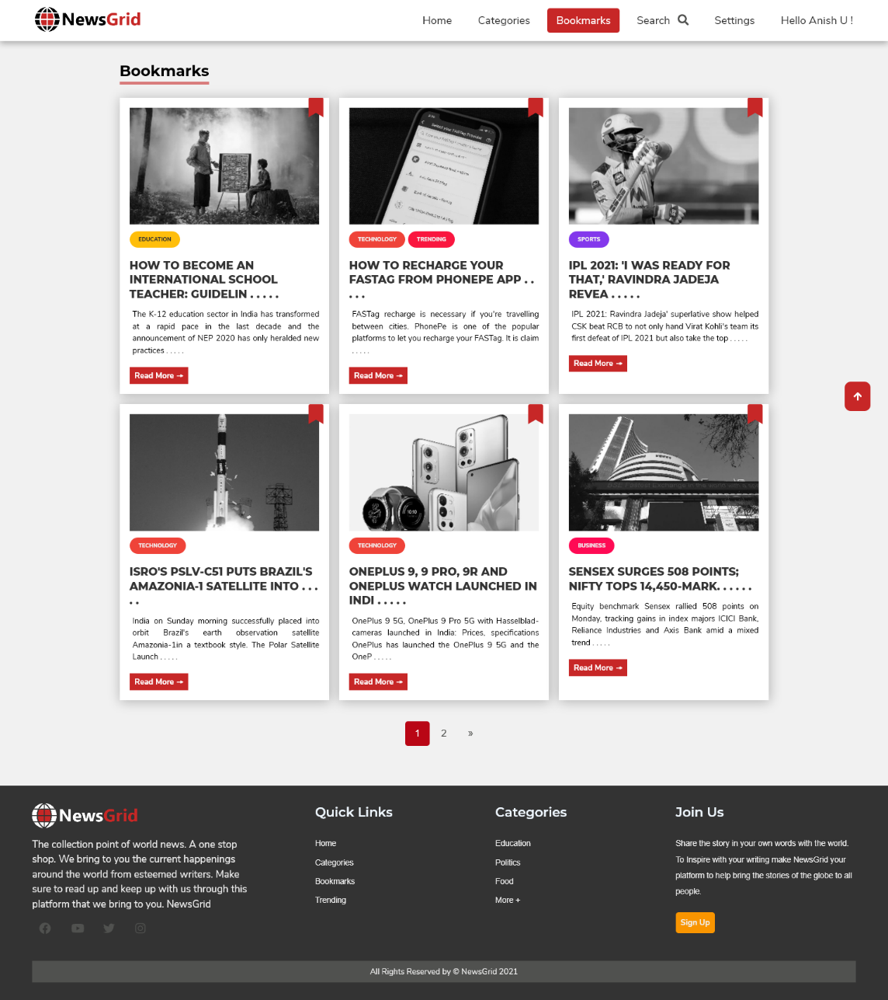 NewsGrid
Home
Categories
Bookmarks
Search
Settings
Hello Anish U !
Bookmarks
EDUCATION
HOW TO BECOME AN
INTERNATIONAL SCHOOL
TEACHER: GUIDELIN . . . . .
The K-12 education sector in India has transformed
at a rapid pace in the last decade and the
announcement of NEP 2020 has only heralded new
practices . . . . .
Read More →
Select your FASTag Provider
TECHNOLOGY
TRENDING
HOW TO RECHARGE YOUR
FASTAG FROM PHONEPE APP . .
. . .
FASTag recharge is necessary if you're travelling
between cities. PhonePe is one of the popular
platforms to let you recharge your FASTag. It is claim
. . . . .
Read More →
SPORTS
IPL 2021: 'I WAS READY FOR
THAT,' RAVINDRA JADEJA
REVEA . . . . .
IPL 2021: Ravindra Jadeja' superlative show helped
CSK beat RCB to not only hand Virat Kohli's team its
first defeat of IPL 2021 but also take the top . . . . .
Read More →
TECHNOLOGY
ISRO'S PSLV-C51 PUTS BRAZIL'S
AMAZONIA-1 SATELLITE INTO . . .
. .
India on Sunday morning successfully placed into
orbit Brazil's earth observation satellite
Amazonia-1in a textbook style. The Polar Satellite
Launch . . . . .
Read More →
10:10
TECHNOLOGY
ONEPLUS 9, 9 PRO, 9R AND
ONEPLUS WATCH LAUNCHED IN
INDI . . . . .
OnePlus 9 5G, OnePlus 9 Pro 5G with Hasselblad-
cameras launched in India: Prices, specifications
OnePlus has launched the OnePlus 9 5G and the
OneP . . . . .
Read More →
BUSINESS
SENSEX SURGES 508 POINTS;
NIFTY TOPS 14,450-MARK. . . . . .
Equity benchmark Sensex rallied 508 points on
Monday, tracking gains in index majors ICICI Bank,
Reliance Industries and Axis Bank amid a mixed
trend . . . . .
Read More →
1 2 »
NewsGrid
The collection point of world news. A one stop
shop. We bring to you the current happenings
around the world from esteemed writers. Make
sure to read up and keep up with us through this
platform that we bring to you. NewsGrid
Quick Links
Home
Categories
Bookmarks
Trending
Categories
Education
Politics
Food
More +
Join Us
Share the story in your own words with the world.
To Inspire with your writing make NewsGrid your
platform to help bring the stories of the globe to all
people.
Sign Up
All Rights Reserved by © NewsGrid 2021